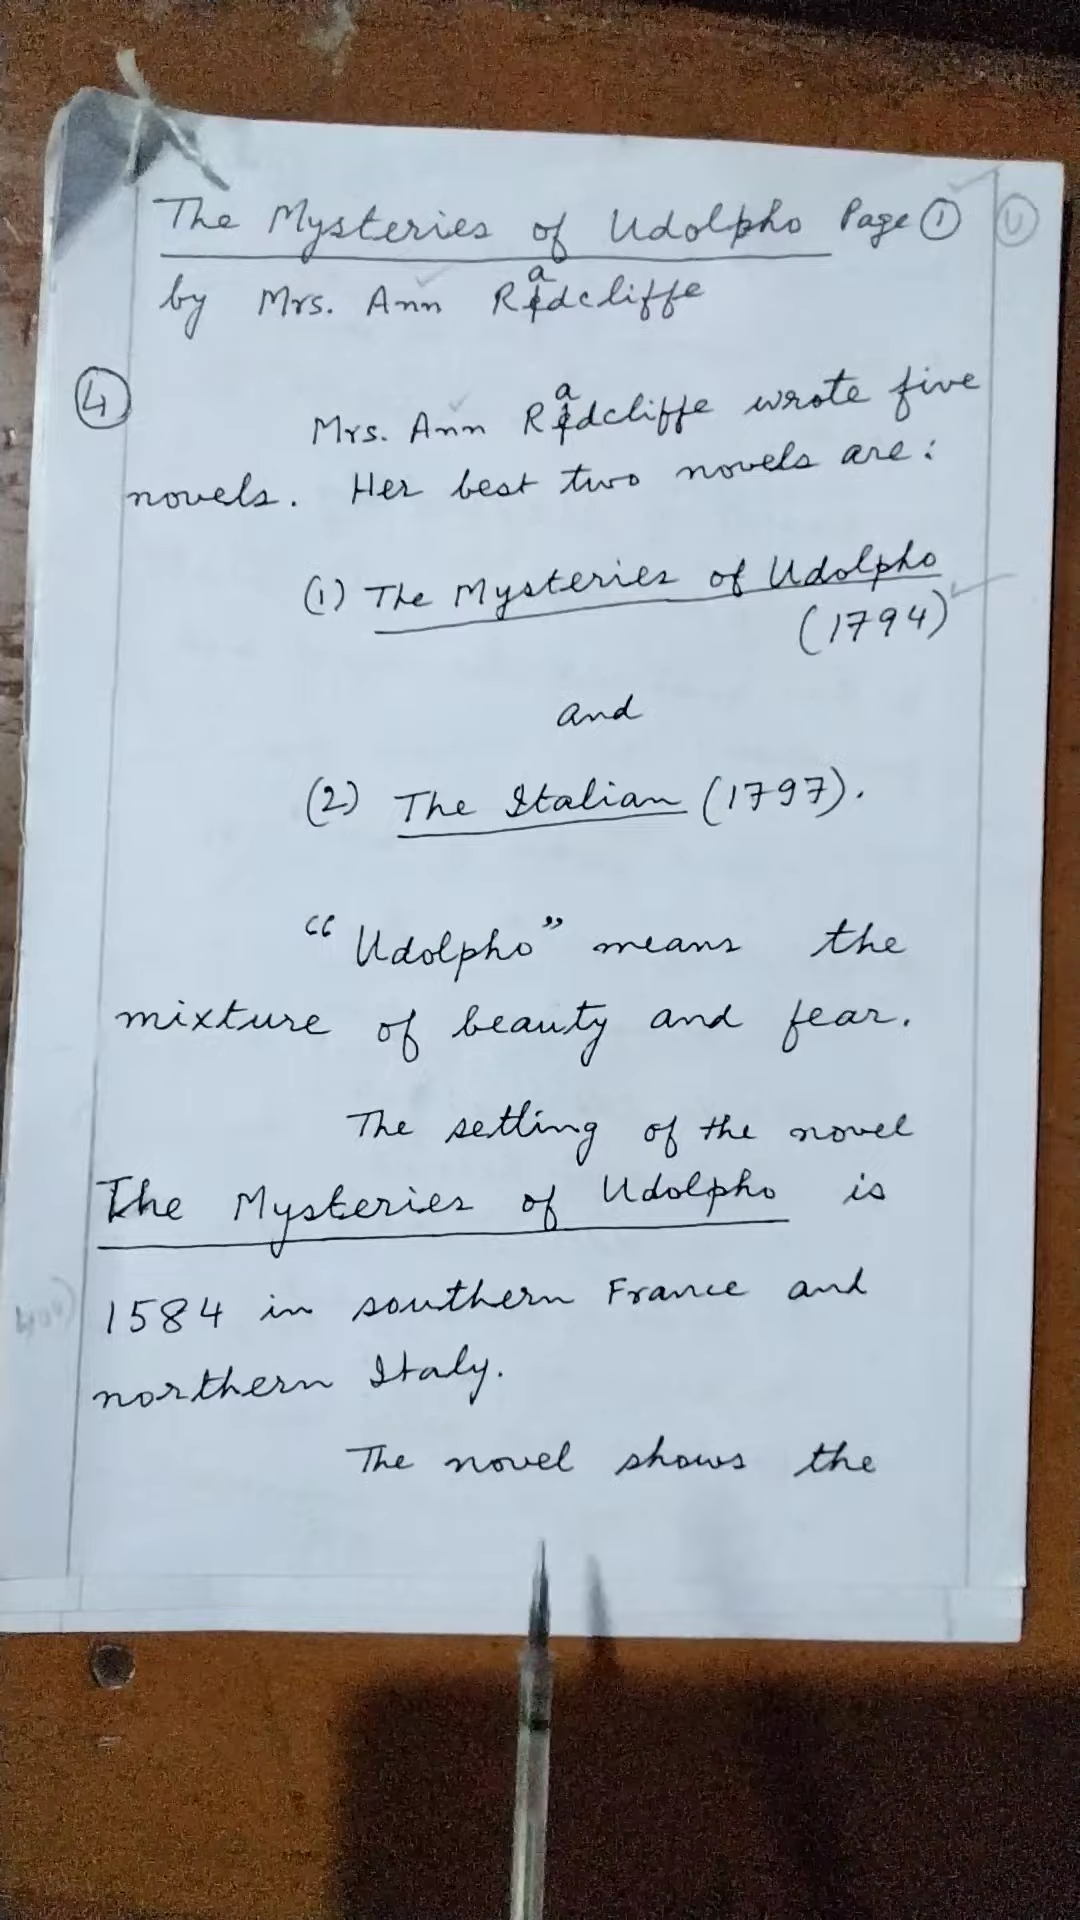 The Mysteries of Udolpho Page ①
by Mrs. Ann Radcliffe
④
Mrs. Ann Radcliffe wrote five
novels. Her best two novels are:
(1) The Mysteries of Udolpho
(1794)
and
(2) The Italian (1797).
“Udolpho” means the
mixture of beauty and fear.
The setting of the novel
The Mysteries of Udolpho is
1584 in southern France and
northern Italy.
The novel shows the